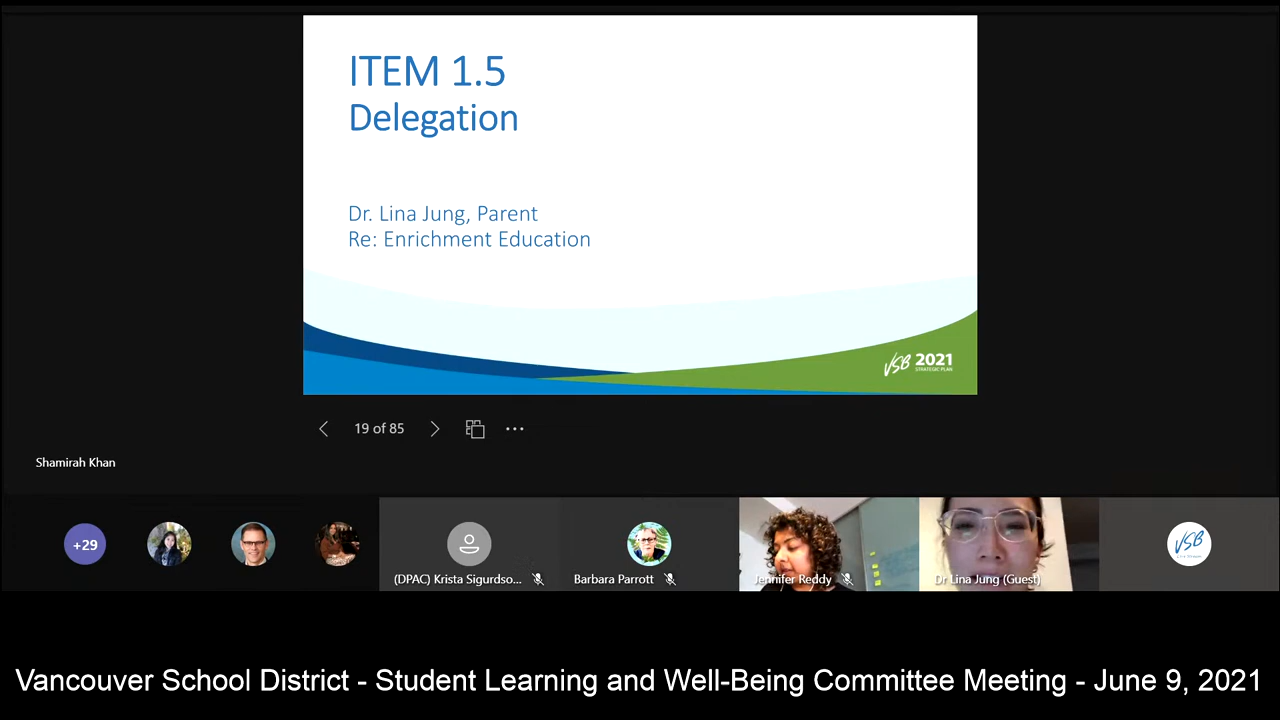 ITEM 1.5
Delegation
Dr. Lina Jung, Parent
Re: Enrichment Education
VSB 2021
STRATEGIC PLAN
19 of 85
Shamirah Khan
+29
(DPAC) Krista Sigurdso...
Barbara Parrott
Jennifer Reddy
Dr Lina Jung (Guest)
VSB
Vancouver School District - Student Learning and Well-Being Committee Meeting - June 9, 2021